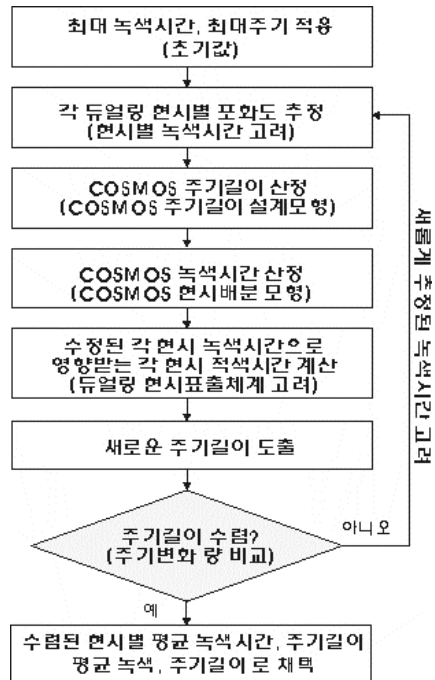 최대 녹색시간, 최대주기 적용
(초기값)
각 듀얼링 현시별 포화도 추정
(현시별 녹색시간 고려)
COSMOS 주기길이 산정
(COSMOS 주기길이 설계모형)
COSMOS 녹색시간 산정
(COSMOS 현시배분 모형)
수정된 각 현시 녹색시간으로
영향받는 각 현시 적색시간 계산
(듀얼링 현시표출체계 고려)
새로운 주기길이 도출
주기길이 수렴?
(주기변화 량 비교)
아니오
새롭게 추정된 녹색시간 고려
예
수렴된 현시별 평균 녹색시간, 주기길이
평균 녹색, 주기길이 로 채택